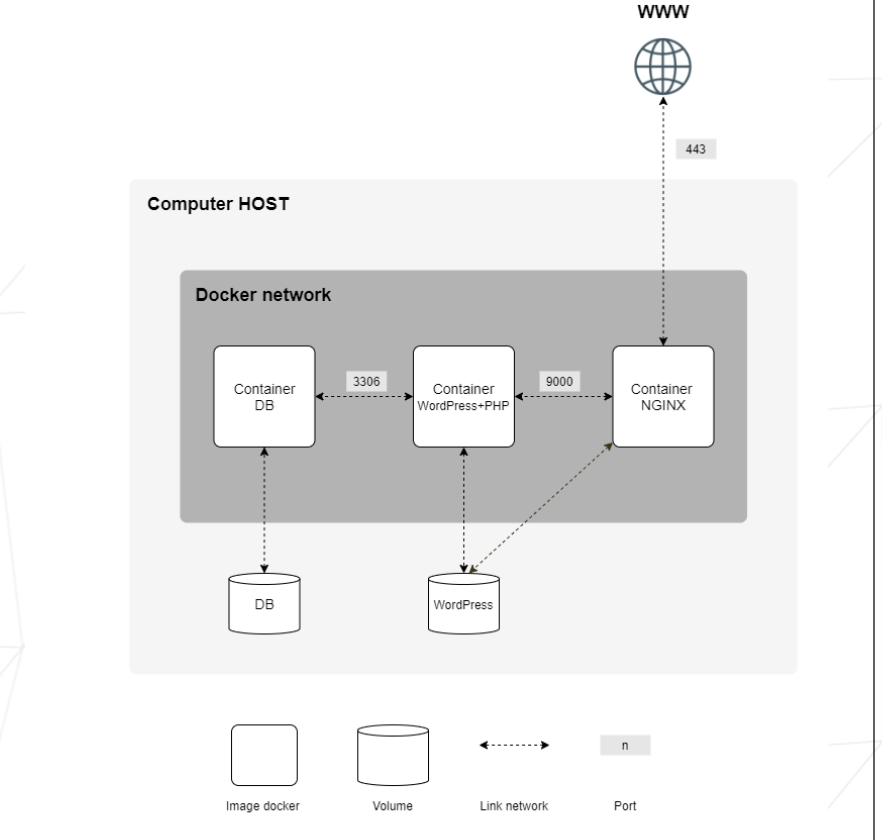 WWW
443
Computer HOST
Docker network
Container
DB
3306
Container
WordPress+PHP
9000
Container
NGINX
DB
WordPress
n
Image docker
Volume
Link network
Port